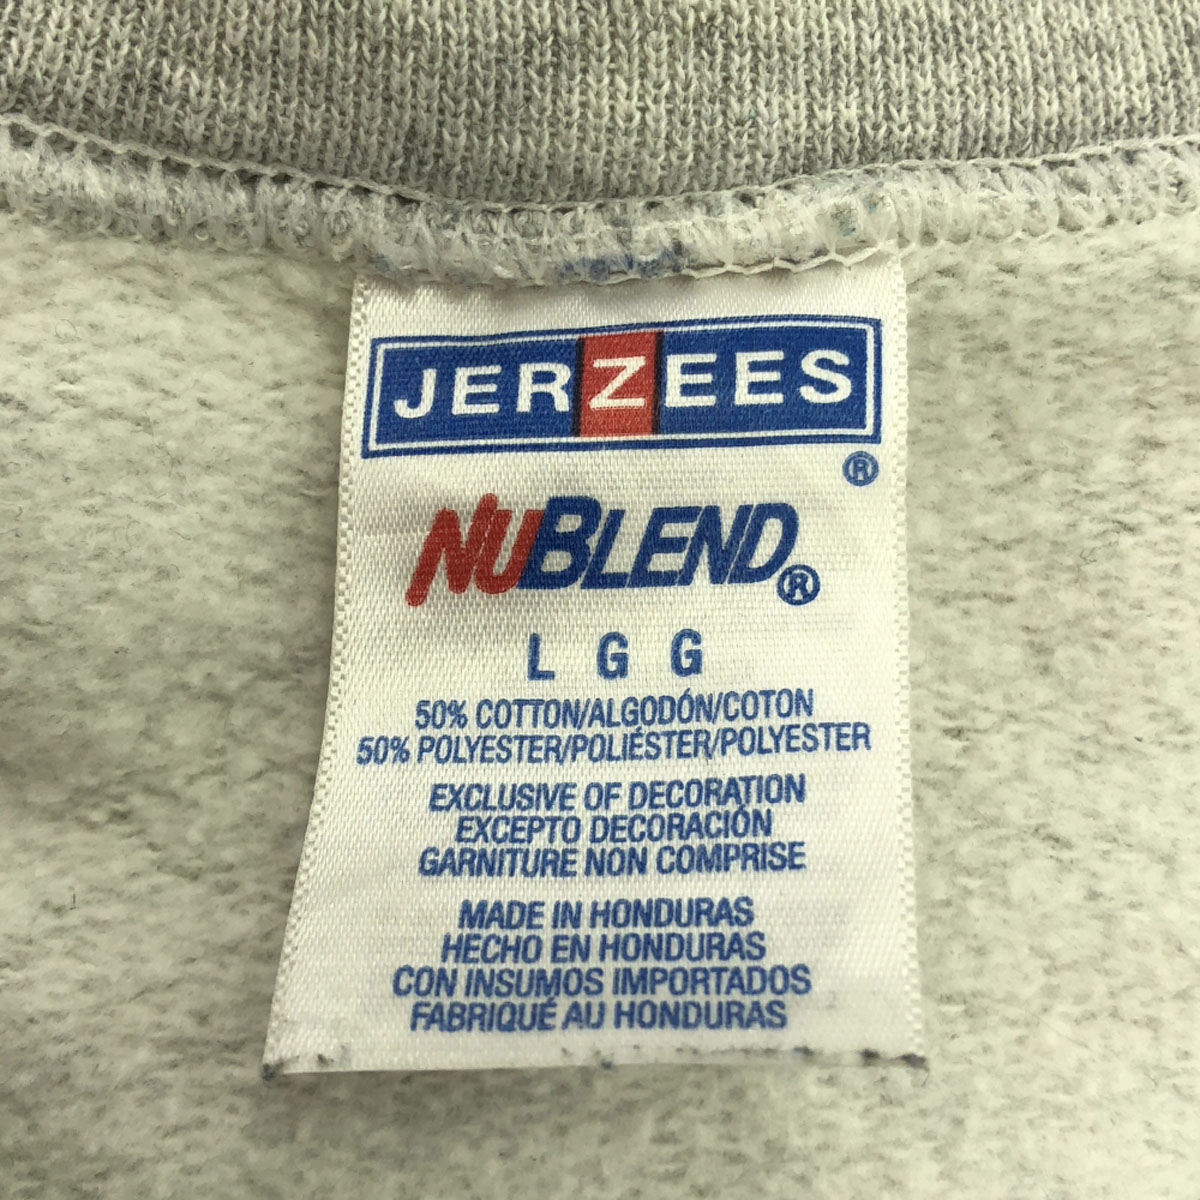 JERZEES
®
NUBLEND®
L G G
50% COTTON/ALGODÓN/COTON
50% POLYESTER/POLIÉSTER/POLYESTER
EXCLUSIVE OF DECORATION
EXCEPTO DECORACIÓN
GARNITURE NON COMPRISE
MADE IN HONDURAS
HECHO EN HONDURAS
CON INSUMOS IMPORTADOS
FABRIQUÉ AU HONDURAS